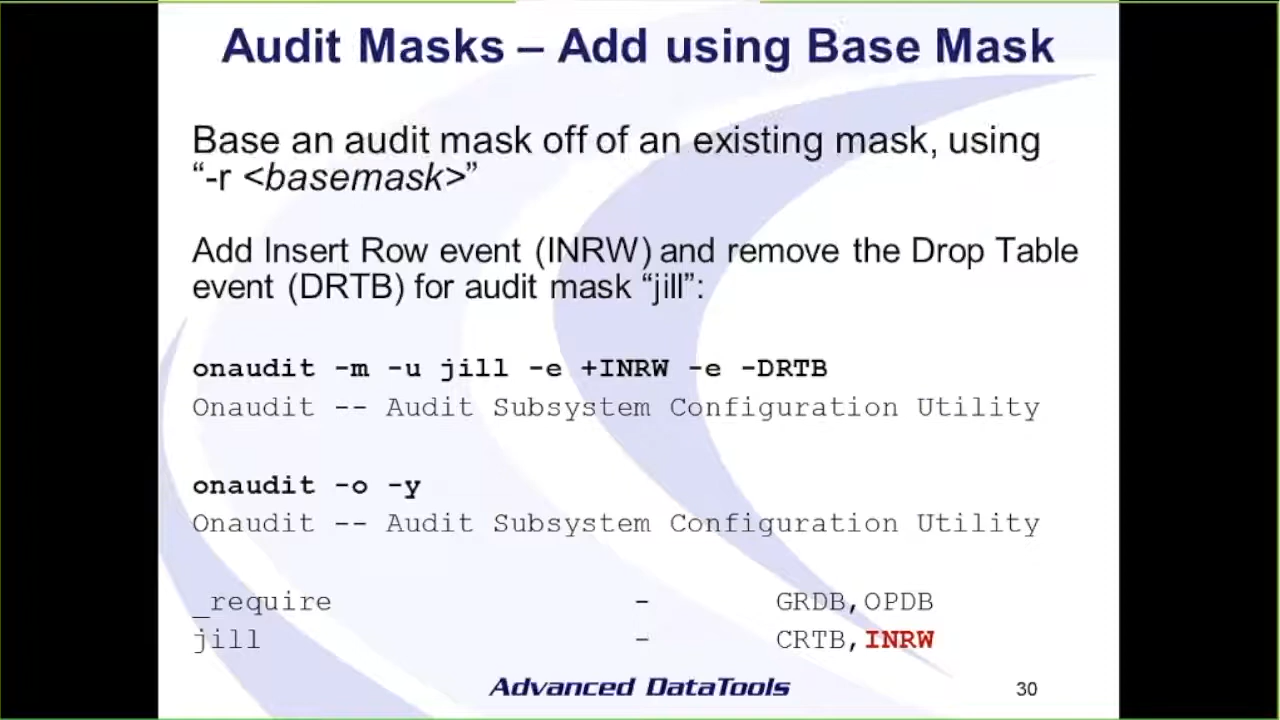 Audit Masks – Add using Base Mask
Base an audit mask off of an existing mask, using
“-r <basemask>”
Add Insert Row event (INRW) and remove the Drop Table
event (DRTB) for audit mask “jill”:
onaudit -m -u jill -e +INRW -e -DRTB
Onaudit -- Audit Subsystem Configuration Utility
onaudit -o -y
Onaudit -- Audit Subsystem Configuration Utility
_require - GRDB,OPDB
jill - CRTB,INRW
Advanced DataTools
30